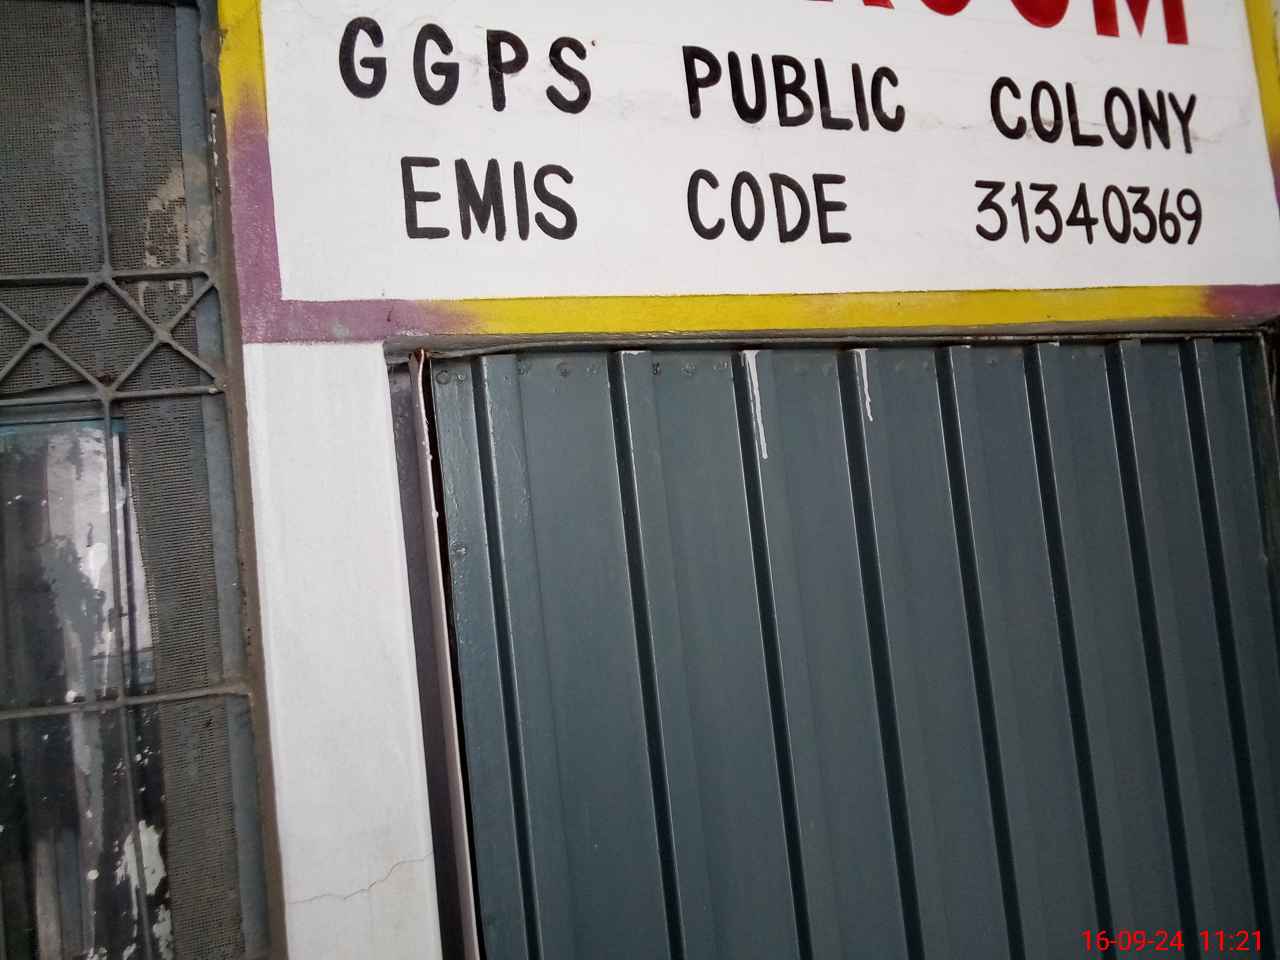 GGPS PUBLIC COLONY
EMIS CODE 31340369
16-09-24 11:21